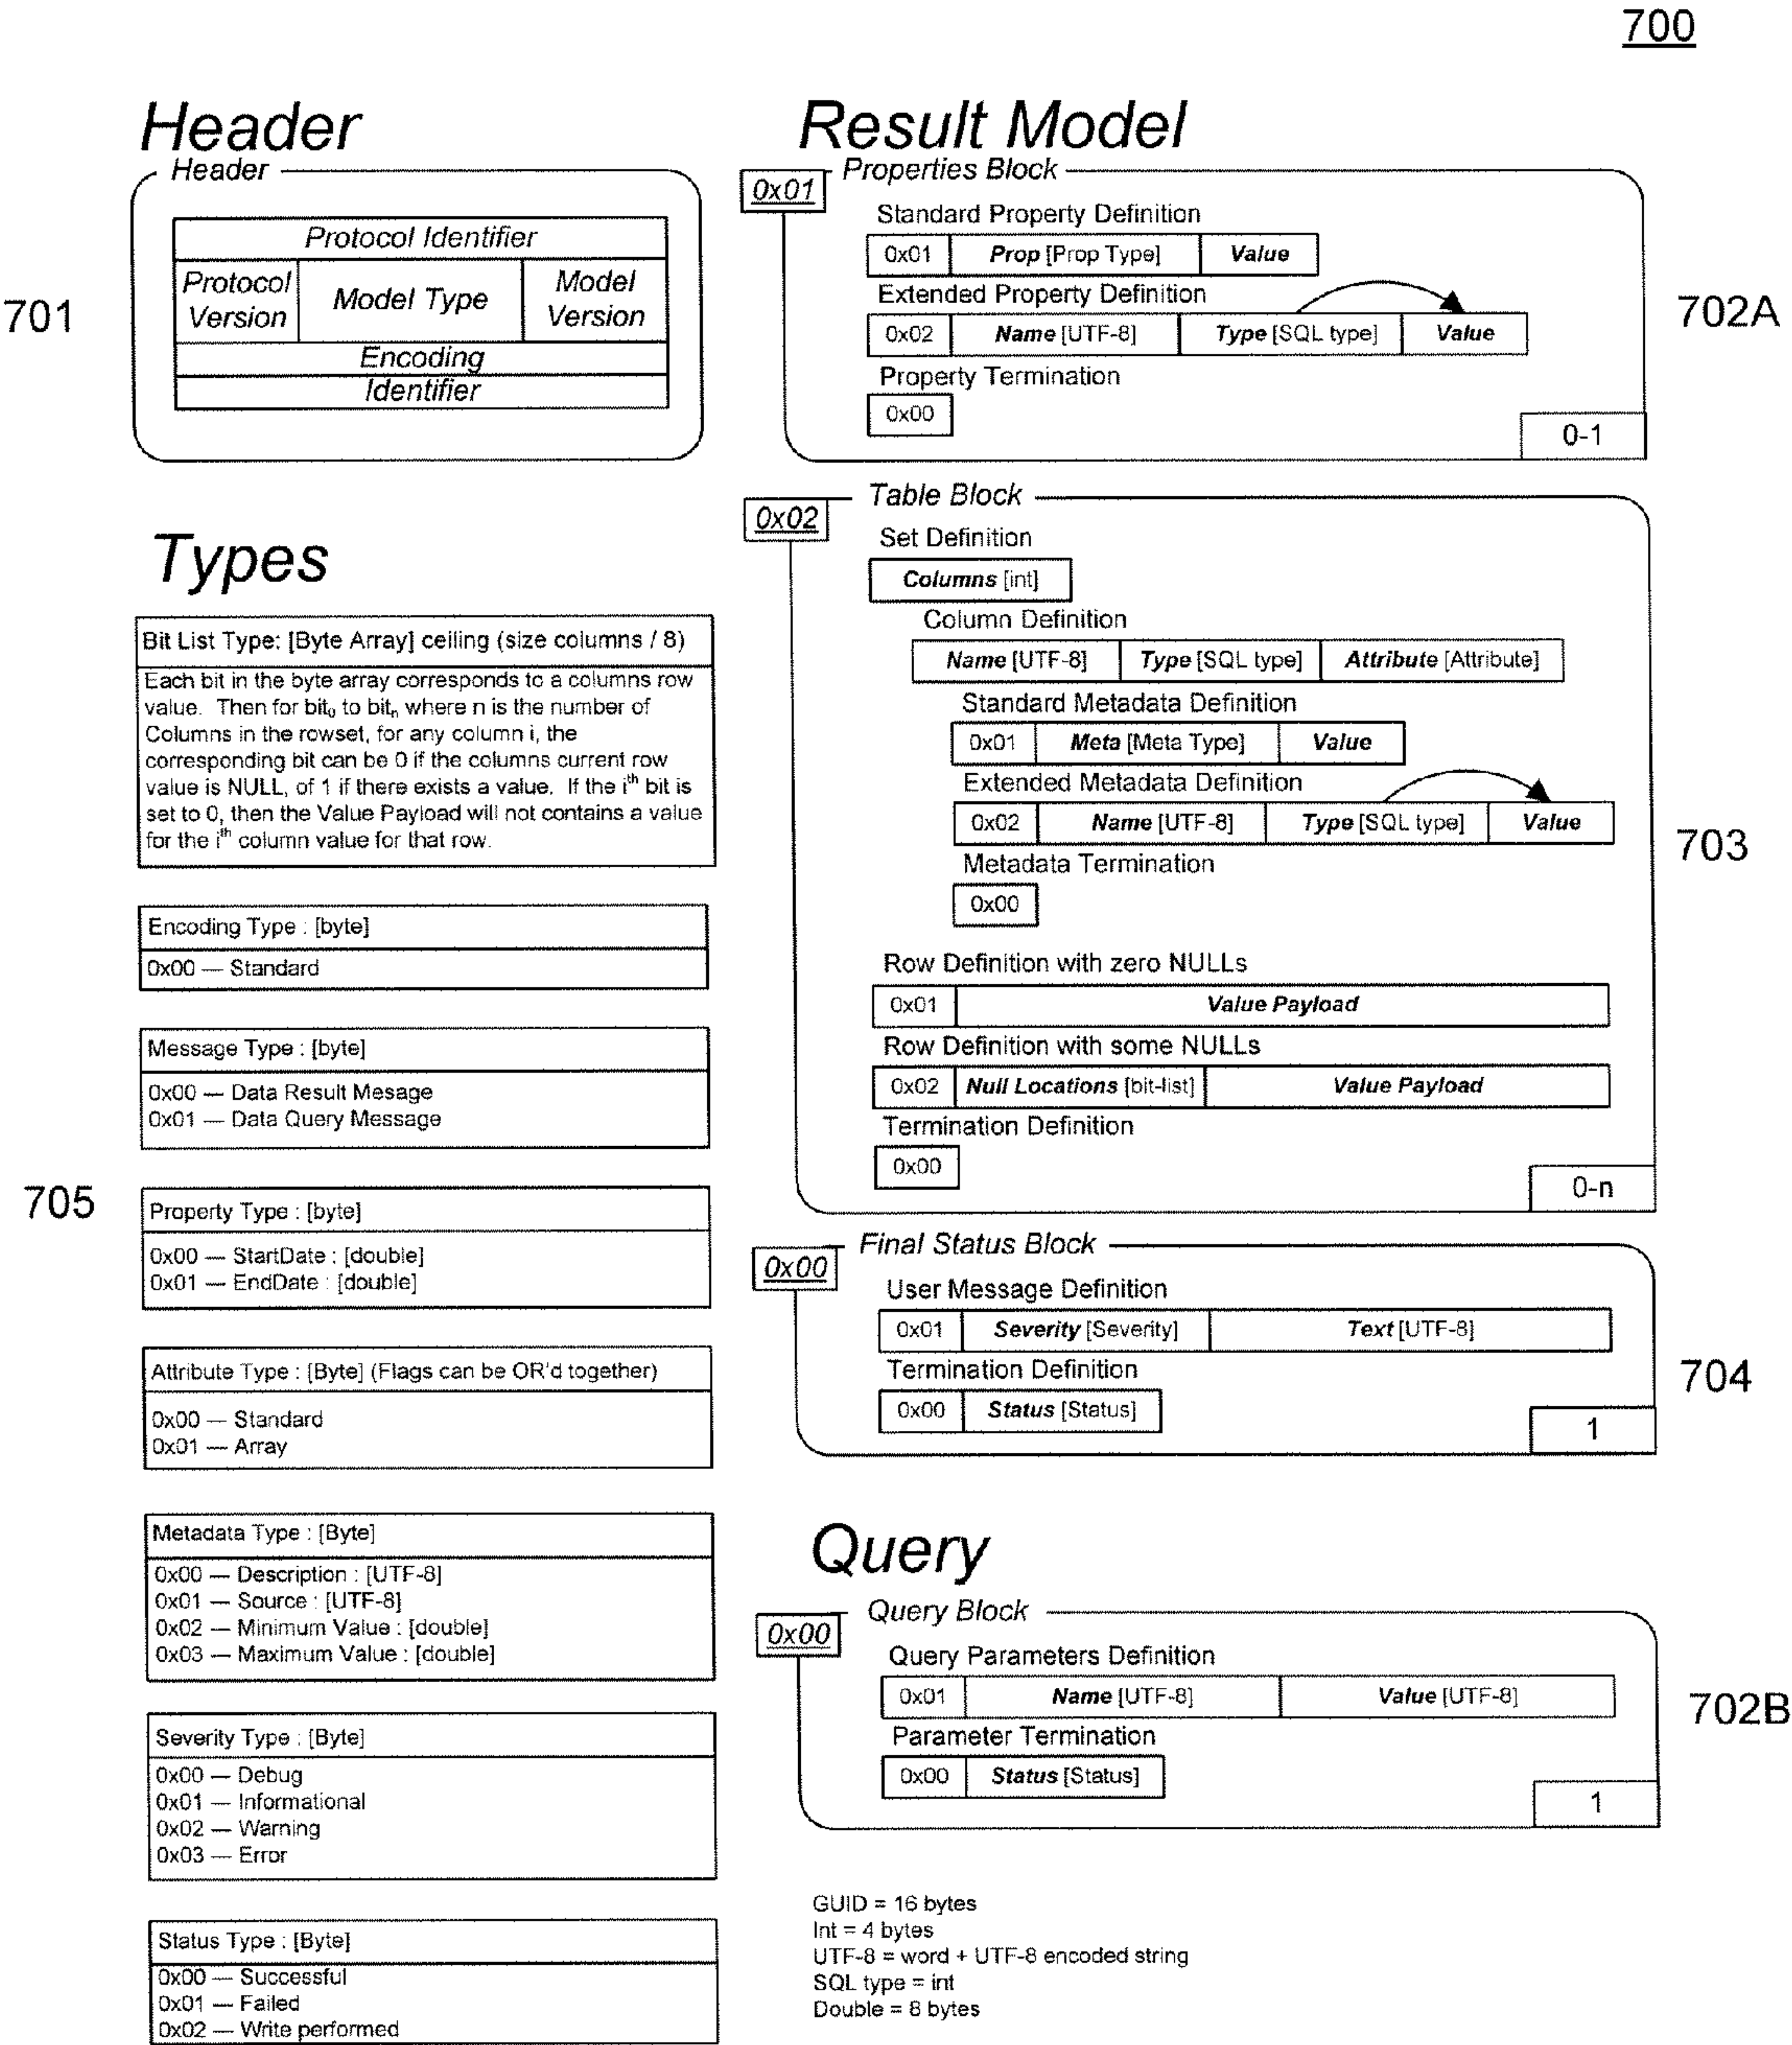 700
Header
Header
Protocol Identifier
Protocol Version
Model Type
Model Version
Encoding
Identifier
701
Types
Bit List Type: [Byte Array] ceiling (size columns / 8)
Each bit in the byte array corresponds to a columns row
value. Then for bit₀ to bitₙ where n is the number of
Columns in the rowset, for any column i, the
corresponding bit can be 0 if the columns current row
value is NULL, of 1 if there exists a value. If the iᵗʰ bit is
set to 0, then the Value Payload will not contains a value
for the iᵗʰ column value for that row.
Encoding Type : [byte]
0x00 — Standard
Message Type : [byte]
0x00 — Data Result Mesage
0x01 — Data Query Message
705
Property Type : [byte]
0x00 — StartDate : [double]
0x01 — EndDate : [double]
Attribute Type : [Byte] (Flags can be OR'd together)
0x00 — Standard
0x01 — Array
Metadata Type : [Byte]
0x00 — Description : [UTF-8]
0x01 — Source : [UTF-8]
0x02 — Minimum Value : [double]
0x03 — Maximum Value : [double]
Severity Type : [Byte]
0x00 — Debug
0x01 — Informational
0x02 — Warning
0x03 — Error
Status Type : [Byte]
0x00 — Successful
0x01 — Failed
0x02 — Write performed
Result Model
0x01
Properties Block
Standard Property Definition
0x01 Prop [Prop Type] Value
Extended Property Definition
0x02 Name [UTF-8] Type [SQL type] Value
Property Termination
0x00
0-1
702A
0x02
Table Block
Set Definition
Columns [int]
Column Definition
Name [UTF-8] Type [SQL type] Attribute [Attribute]
Standard Metadata Definition
0x01 Meta [Meta Type] Value
Extended Metadata Definition
0x02 Name [UTF-8] Type [SQL type] Value
Metadata Termination
0x00
703
Row Definition with zero NULLs
0x01 Value Payload
Row Definition with some NULLs
0x02 Null Locations [bit-list] Value Payload
Termination Definition
0x00
0-n
0x00
Final Status Block
User Message Definition
0x01 Severity [Severity] Text [UTF-8]
Termination Definition
0x00 Status [Status]
1
704
Query
0x00
Query Block
Query Parameters Definition
0x01 Name [UTF-8] Value [UTF-8]
Parameter Termination
0x00 Status [Status]
1
702B
GUID = 16 bytes
Int = 4 bytes
UTF-8 = word + UTF-8 encoded string
SQL type = int
Double = 8 bytes